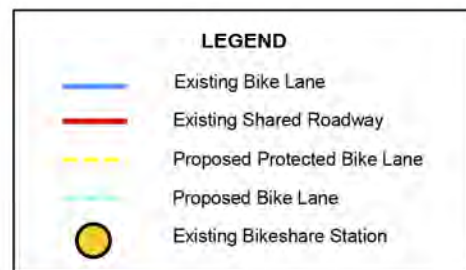 LEGEND
Existing Bike Lane
Existing Shared Roadway
Proposed Protected Bike Lane
Proposed Bike Lane
Existing Bikeshare Station